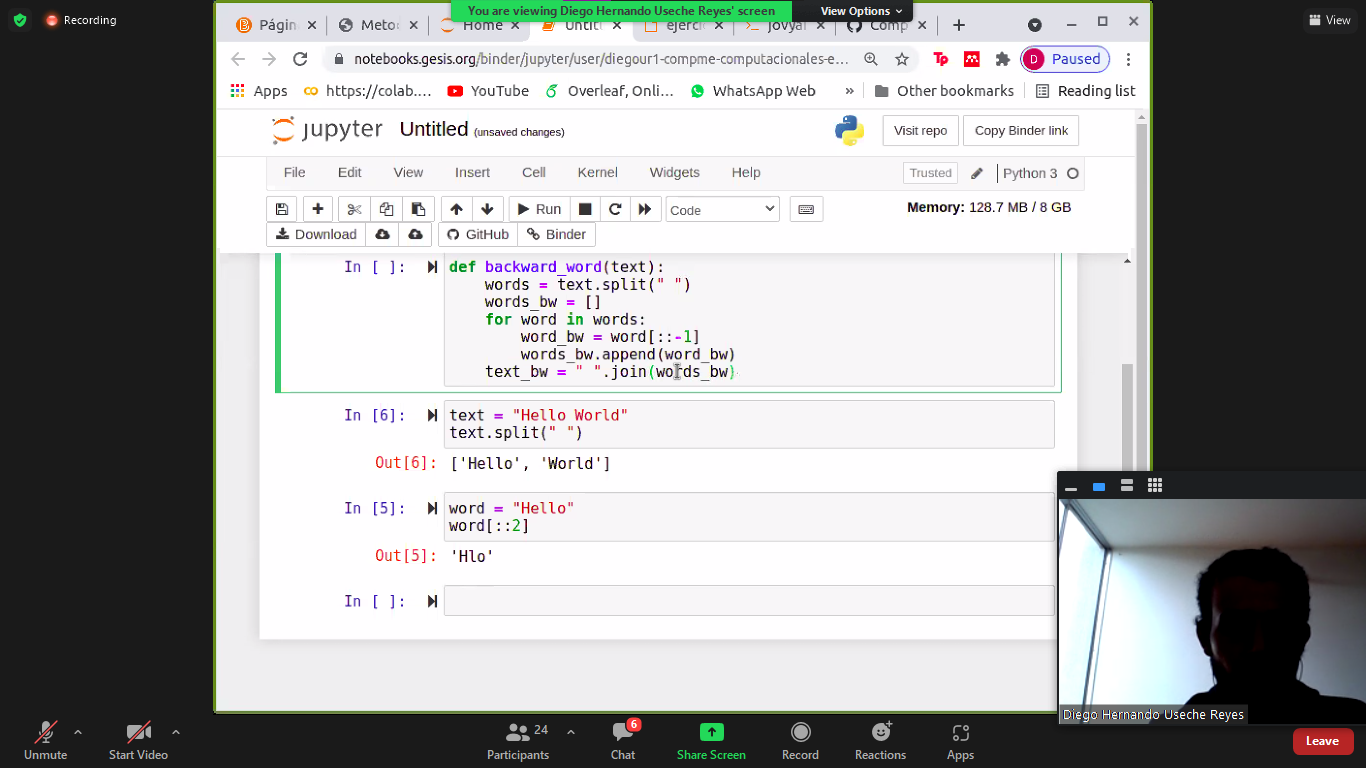 Recording
You are viewing Diego Hernando Useche Reyes' screen
View Options
View
Págin
Meto
Home
Untit
ejerci
jovyar
Comp
notebooks.gesis.org/binder/jupyter/user/diegour1-compme-computacionales-e...
D Paused
Apps
https://colab....
YouTube
Overleaf, Onli...
WhatsApp Web
»
Other bookmarks
Reading list
jupyter Untitled (unsaved changes)
Visit repo
Copy Binder link
File Edit View Insert Cell Kernel Widgets Help
Trusted
Python 3
Run
Code
Memory: 128.7 MB / 8 GB
Download
GitHub
Binder
In [ ]: def backward_word(text):
    words = text.split(" ")
    words_bw = []
    for word in words:
        word_bw = word[::-1]
        words_bw.append(word_bw)
    text_bw = " ".join(words_bw)
In [6]: text = "Hello World"
text.split(" ")
Out[6]: ['Hello', 'World']
In [5]: word = "Hello"
word[::2]
Out[5]: 'Hlo'
In [ ]:
Diego Hernando Useche Reyes
Unmute
Start Video
24
Participants
6
Chat
Share Screen
Record
Reactions
Apps
Leave